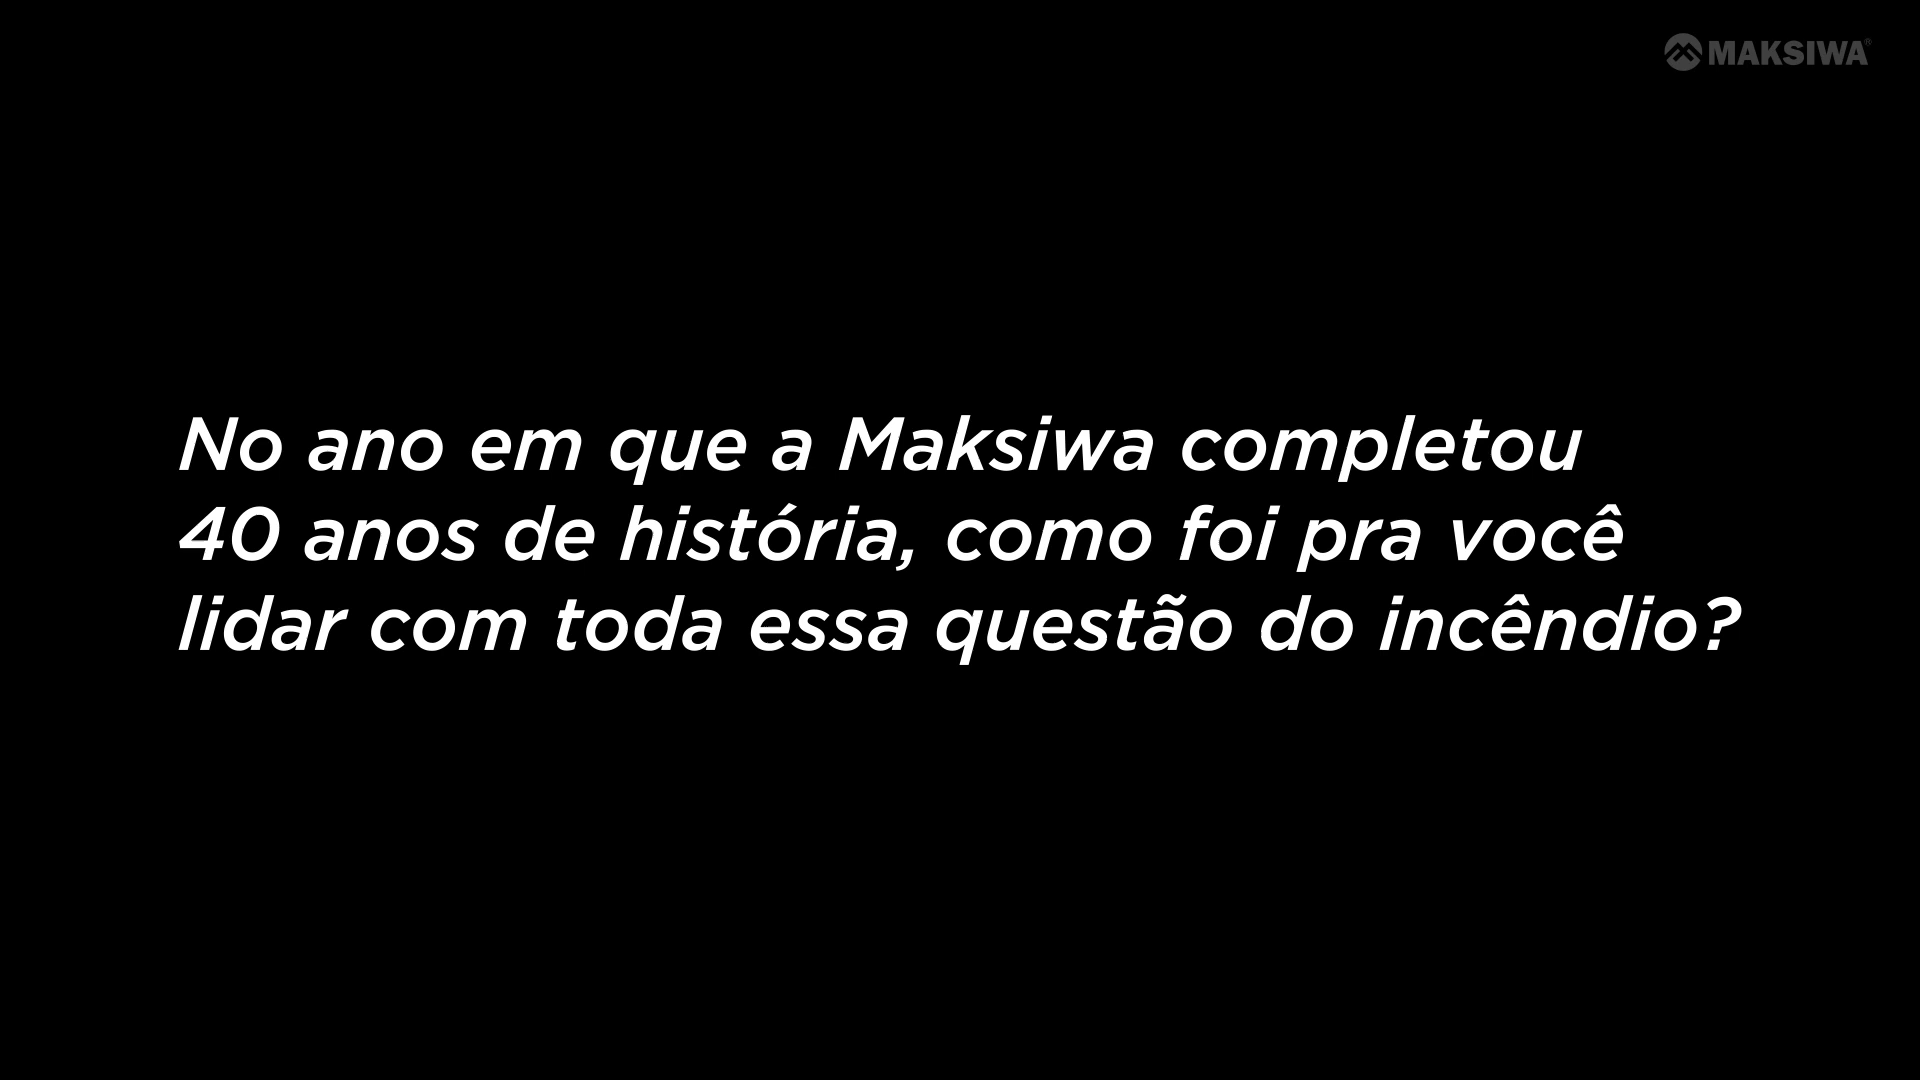 MAKSIWA®
No ano em que a Maksiwa completou
40 anos de história, como foi pra você
lidar com toda essa questão do incêndio?